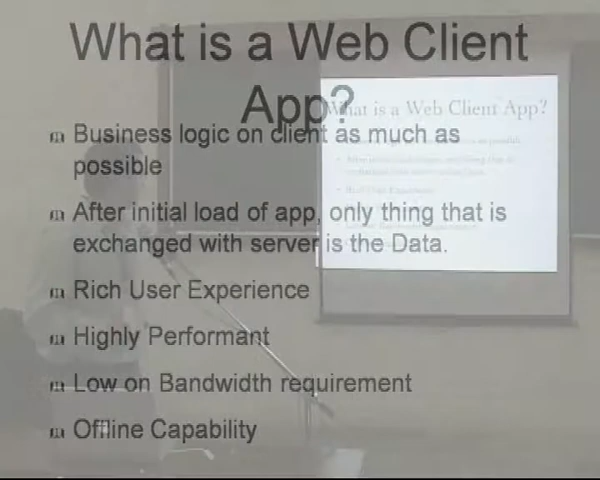 What is a Web Client
App?
What is a Web Client App?
Business logic on client as much as
possible
After initial load of app, only thing that is
exchanged with server is the Data.
Rich User Experience
Highly Performant
Low on Bandwidth requirement
Offline Capability